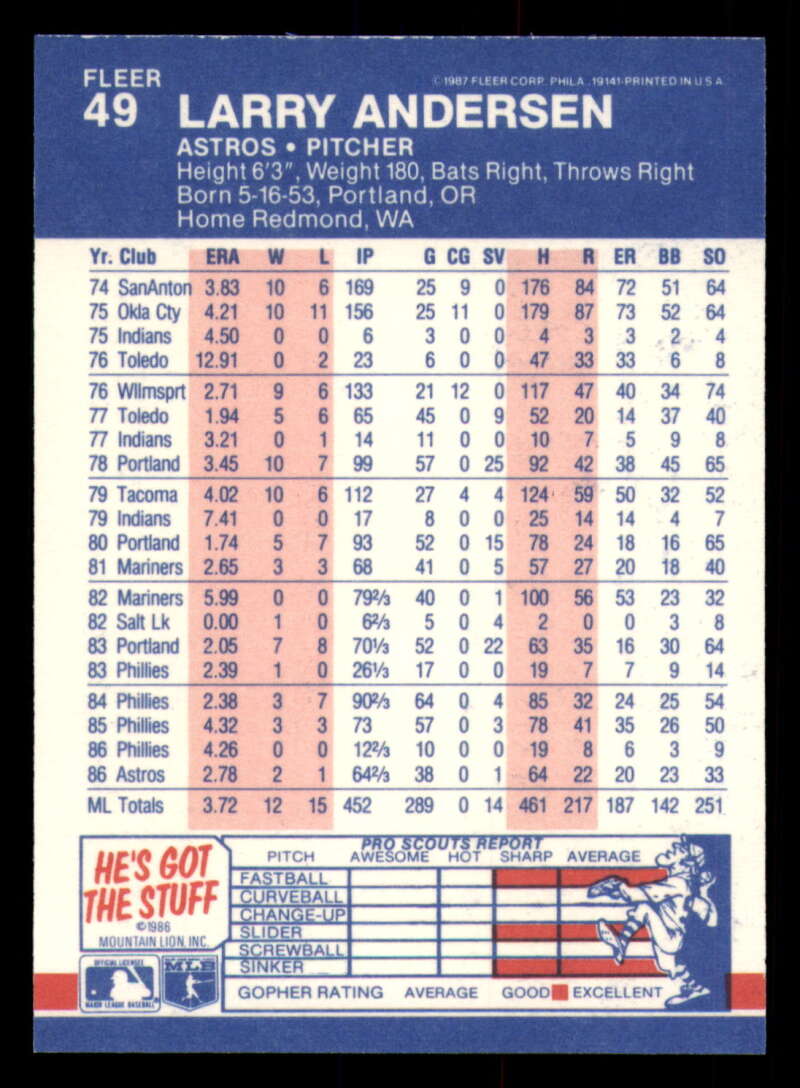 FLEER
© 1987 FLEER CORP. PHILA. 19141-PRINTED IN U S A
49 LARRY ANDERSEN
ASTROS • PITCHER
Height 6'3", Weight 180, Bats Right, Throws Right
Born 5-16-53, Portland, OR
Home Redmond, WA
Yr. Club ERA W L IP G CG SV H R ER BB SO
74 SanAnton 3.83 10 6 169 25 9 0 176 84 72 51 64
75 Okla Cty 4.21 10 11 156 25 11 0 179 87 73 52 64
75 Indians 4.50 0 0 6 3 0 0 4 3 3 2 4
76 Toledo 12.91 0 2 23 6 0 0 47 33 33 6 8
76 Wllmsprt 2.71 9 6 133 21 12 0 117 47 40 34 74
77 Toledo 1.94 5 6 65 45 0 9 52 20 14 37 40
77 Indians 3.21 0 1 14 11 0 0 10 7 5 9 8
78 Portland 3.45 10 7 99 57 0 25 92 42 38 45 65
79 Tacoma 4.02 10 6 112 27 4 4 124 59 50 32 52
79 Indians 7.41 0 0 17 8 0 0 25 14 14 4 7
80 Portland 1.74 5 7 93 52 0 15 78 24 18 16 65
81 Mariners 2.65 3 3 68 41 0 5 57 27 20 18 40
82 Mariners 5.99 0 0 79⅔ 40 0 1 100 56 53 23 32
82 Salt Lk 0.00 1 0 6⅔ 5 0 4 2 0 0 3 8
83 Portland 2.05 7 8 70⅓ 52 0 22 63 35 16 30 64
83 Phillies 2.39 1 0 26⅓ 17 0 0 19 7 7 9 14
84 Phillies 2.38 3 7 90⅔ 64 0 4 85 32 24 25 54
85 Phillies 4.32 3 3 73 57 0 3 78 41 35 26 50
86 Phillies 4.26 0 0 12⅔ 10 0 0 19 8 6 3 9
86 Astros 2.78 2 1 64⅔ 38 0 1 64 22 20 23 33
ML Totals 3.72 12 15 452 289 0 14 461 217 187 142 251
HE'S GOT
THE STUFF
©1986
MOUNTAIN LION, INC.
PRO SCOUTS REPORT
PITCH AWESOME HOT SHARP AVERAGE
FASTBALL
CURVEBALL
CHANGE-UP
SLIDER
SCREWBALL
SINKER
GOPHER RATING AVERAGE GOOD EXCELLENT
OFFICIAL LICENSEE
MAJOR LEAGUE BASEBALL
MLB